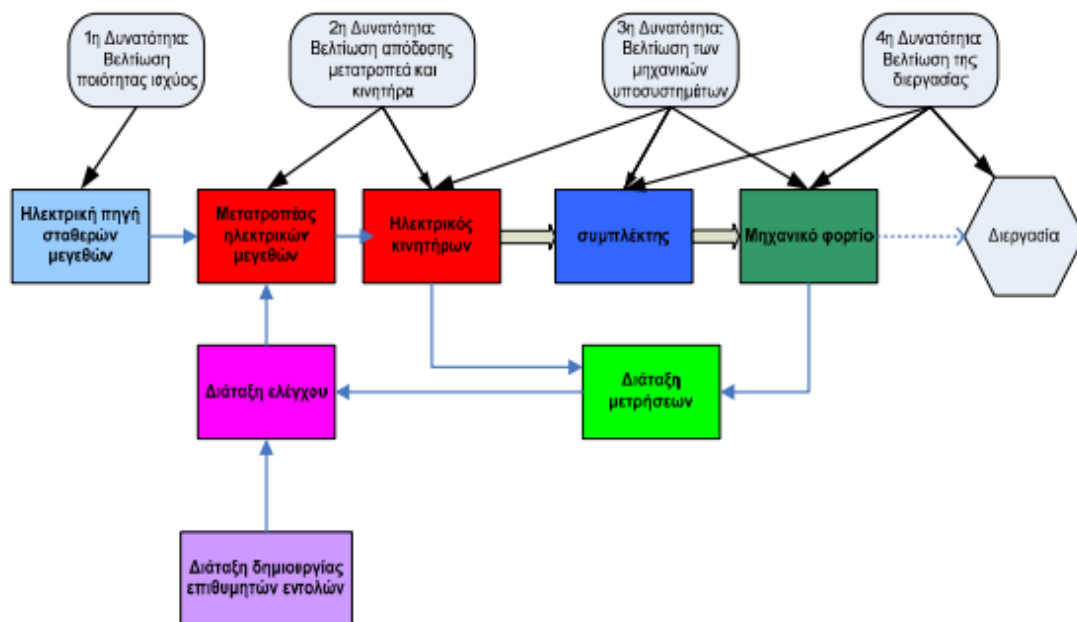 1η Δυνατότητα:
Βελτίωση
ποιότητας ισχύος
2η Δυνατότητα:
Βελτίωση απόδοσης
μετατροπεά και
κινητήρα
3η Δυνατότητα:
Βελτίωση των
μηχανικών
υποσυστημάτων
4η Δυνατότητα:
Βελτίωση της
διεργασίας
Ηλεκτρική πηγή
σταθερών
μεγεθών
Μετατροπέας
ηλεκτρικών
μεγεθών
Ηλεκτρικός
κινητήρων
συμπλέκτης
Μηχανικό φορτίο
Διεργασία
Διάταξη ελέγχου
Διάταξη
μετρήσεων
Διάταξη δημιουργίας
επιθυμητών εντολών